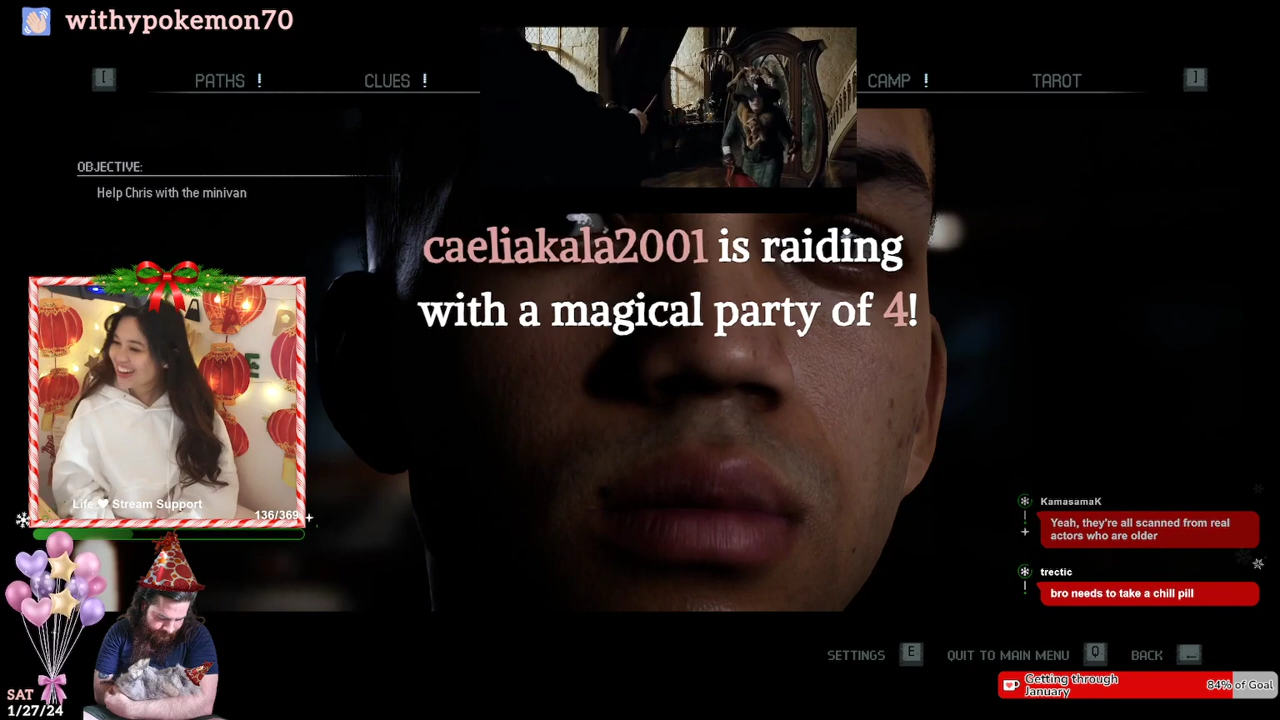 withypokemon70
[
PATHS !
CLUES !
CAMP !
TAROT
]
OBJECTIVE:
Help Chris with the minivan
caeliakala2001 is raiding
with a magical party of 4!
Life Stream Support
136/369
KamasamaK
Yeah, they're all scanned from real
actors who are older
trectic
bro needs to take a chill pill
SETTINGS E
QUIT TO MAIN MENU Q
BACK
Getting through
January
84% of Goal
SAT
1/27/24